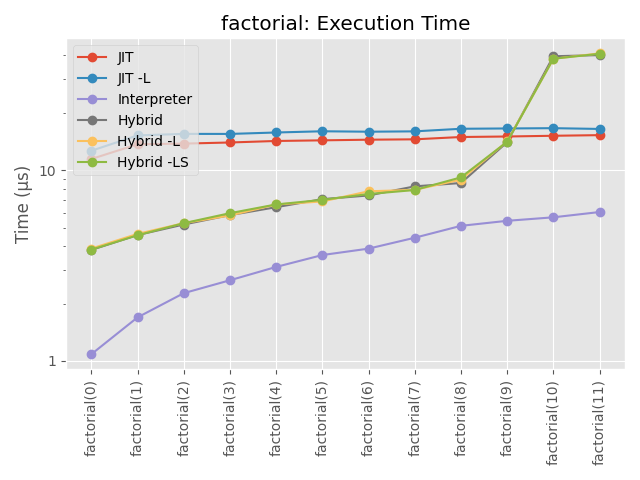 factorial: Execution Time
JIT
JIT -L
Interpreter
Hybrid
Hybrid -L
Hybrid -LS
Time (µs)
10
1
factorial(0)
factorial(1)
factorial(2)
factorial(3)
factorial(4)
factorial(5)
factorial(6)
factorial(7)
factorial(8)
factorial(9)
factorial(10)
factorial(11)